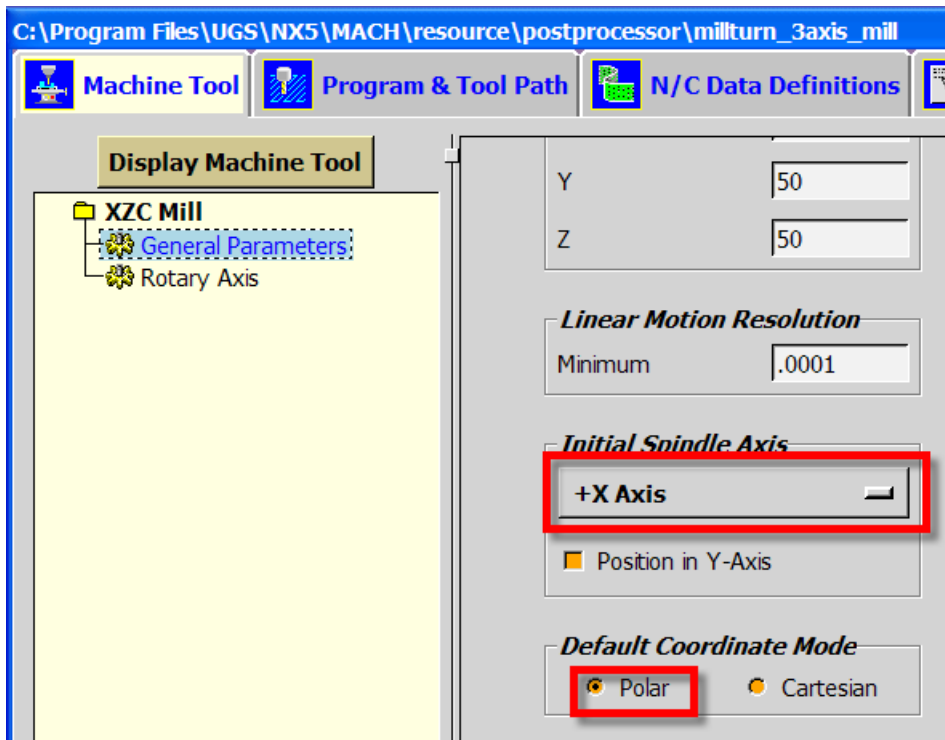 C:\Program Files\UGS\NX5\MACH\resource\postprocessor\millturn_3axis_mill
Machine Tool
Program & Tool Path
N/C Data Definitions
Display Machine Tool
XZC Mill
General Parameters
Rotary Axis
Y 50
Z 50
Linear Motion Resolution
Minimum .0001
Initial Spindle Axis
+X Axis
Position in Y-Axis
Default Coordinate Mode
Polar Cartesian